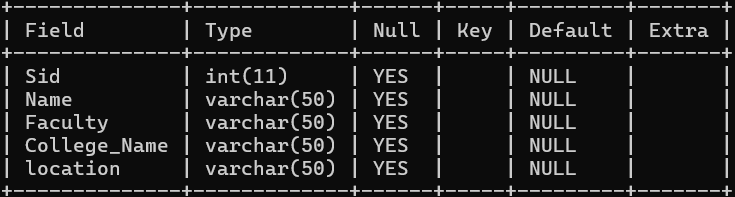 +--------------+-------------+------+-----+---------+-------+
| Field        | Type        | Null | Key | Default | Extra |
+--------------+-------------+------+-----+---------+-------+
| Sid          | int(11)     | YES  |     | NULL    |       |
| Name         | varchar(50) | YES  |     | NULL    |       |
| Faculty      | varchar(50) | YES  |     | NULL    |       |
| College_Name | varchar(50) | YES  |     | NULL    |       |
| location     | varchar(50) | YES  |     | NULL    |       |
+--------------+-------------+------+-----+---------+-------+